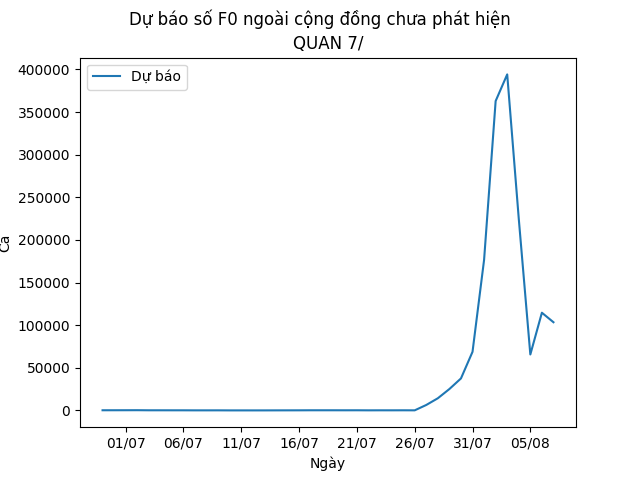 Dự báo số F0 ngoài cộng đồng chưa phát hiện
QUAN 7/
Dự báo
400000
350000
300000
250000
200000
150000
100000
50000
0
Ca
01/07 06/07 11/07 16/07 21/07 26/07 31/07 05/08
Ngày